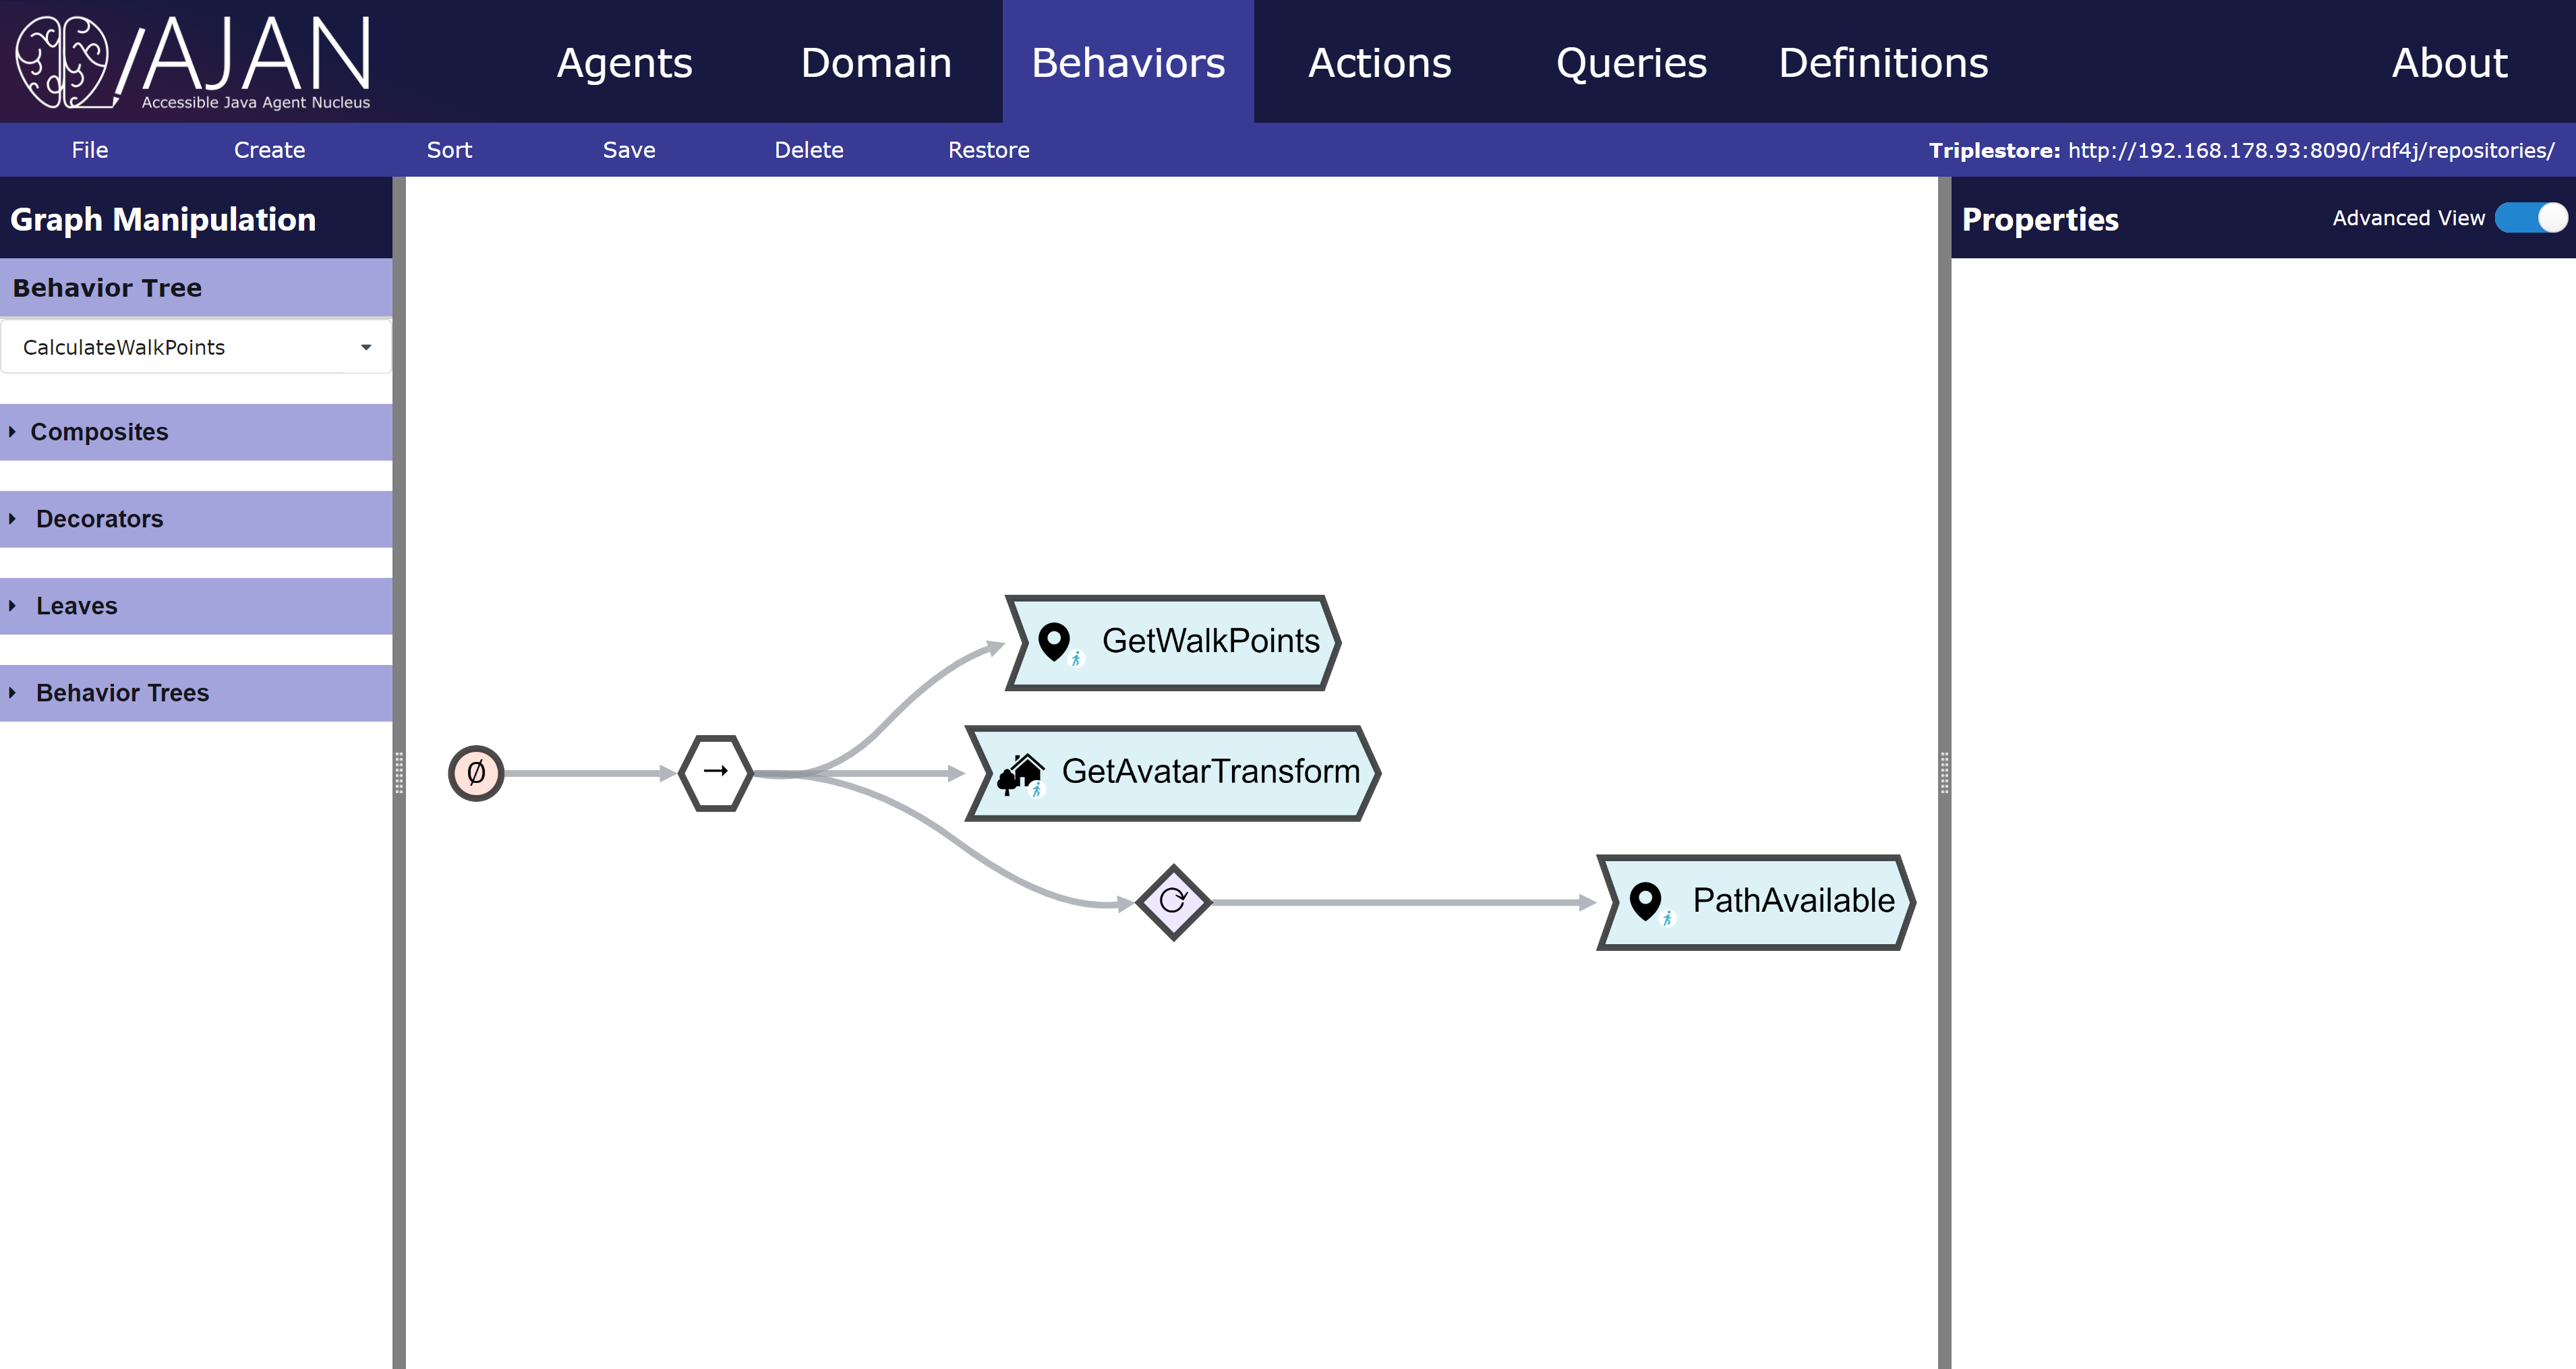 AJAN
Accessible Java Agent Nucleus
Agents
Domain
Behaviors
Actions
Queries
Definitions
About
File
Create
Sort
Save
Delete
Restore
Triplestore: http://192.168.178.93:8090/rdf4j/repositories/
Graph Manipulation
Behavior Tree
CalculateWalkPoints
Composites
Decorators
Leaves
Behavior Trees
Ø
→
GetWalkPoints
GetAvatarTransform
PathAvailable
Properties
Advanced View